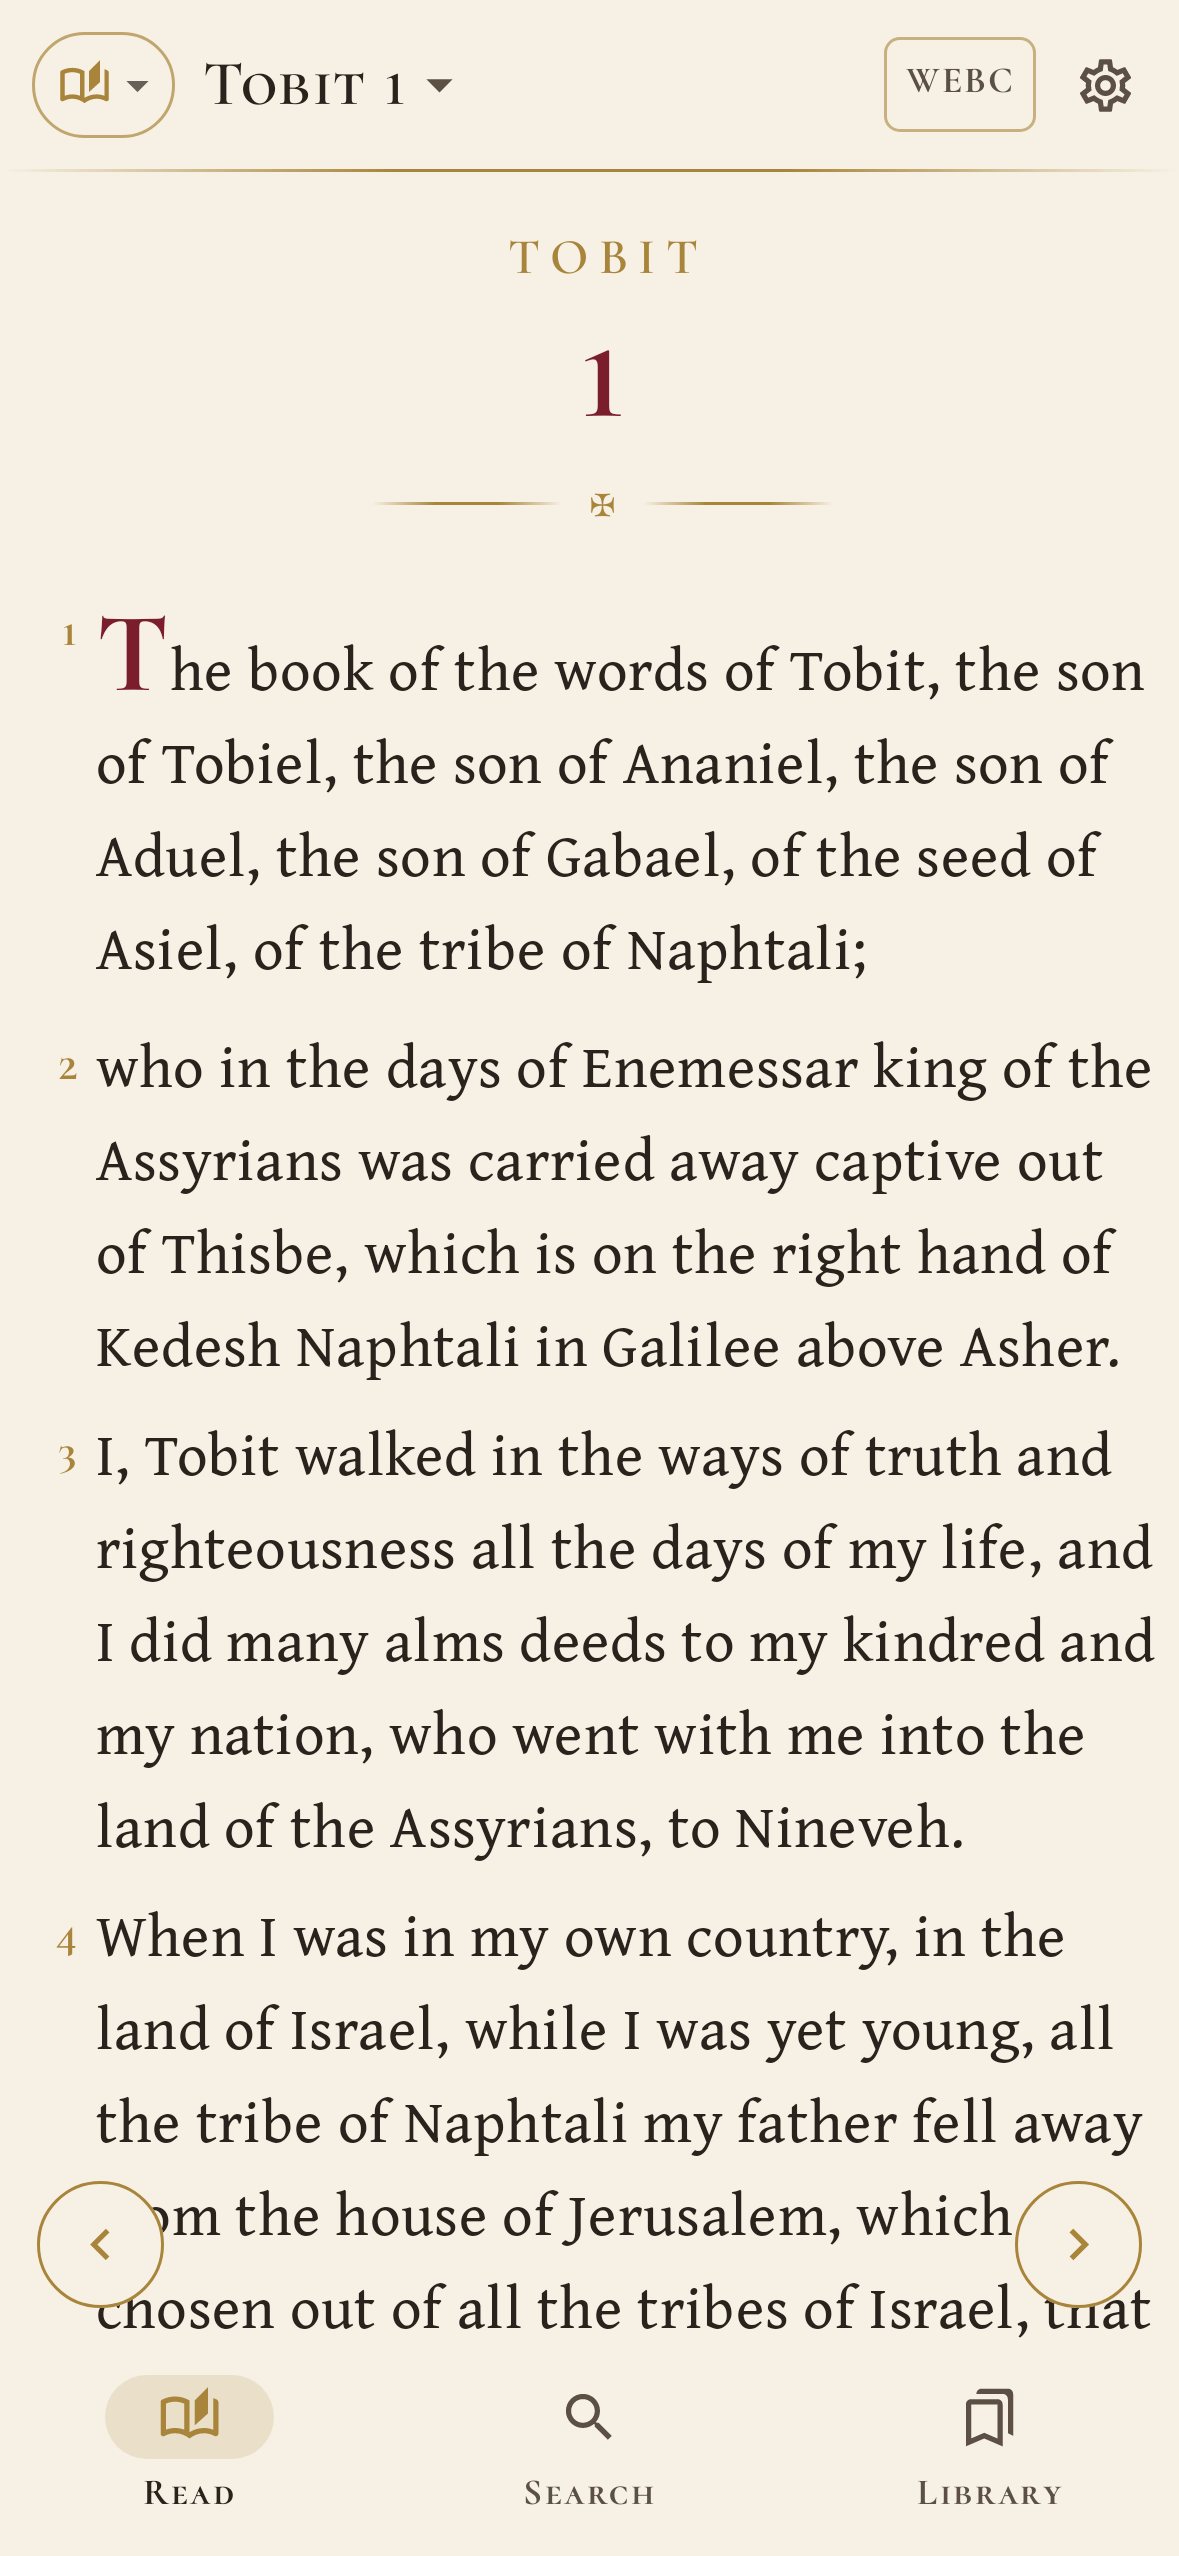 Tobit 1
WEBC
TOBIT
1
1 The book of the words of Tobit, the son
of Tobiel, the son of Ananiel, the son of
Aduel, the son of Gabael, of the seed of
Asiel, of the tribe of Naphtali;
2 who in the days of Enemessar king of the
Assyrians was carried away captive out
of Thisbe, which is on the right hand of
Kedesh Naphtali in Galilee above Asher.
3 I, Tobit walked in the ways of truth and
righteousness all the days of my life, and
I did many alms deeds to my kindred and
my nation, who went with me into the
land of the Assyrians, to Nineveh.
4 When I was in my own country, in the
land of Israel, while I was yet young, all
the tribe of Naphtali my father fell away
the house of Jerusalem, which
chosen out of all the tribes of Israel, that
Read
Search
Library